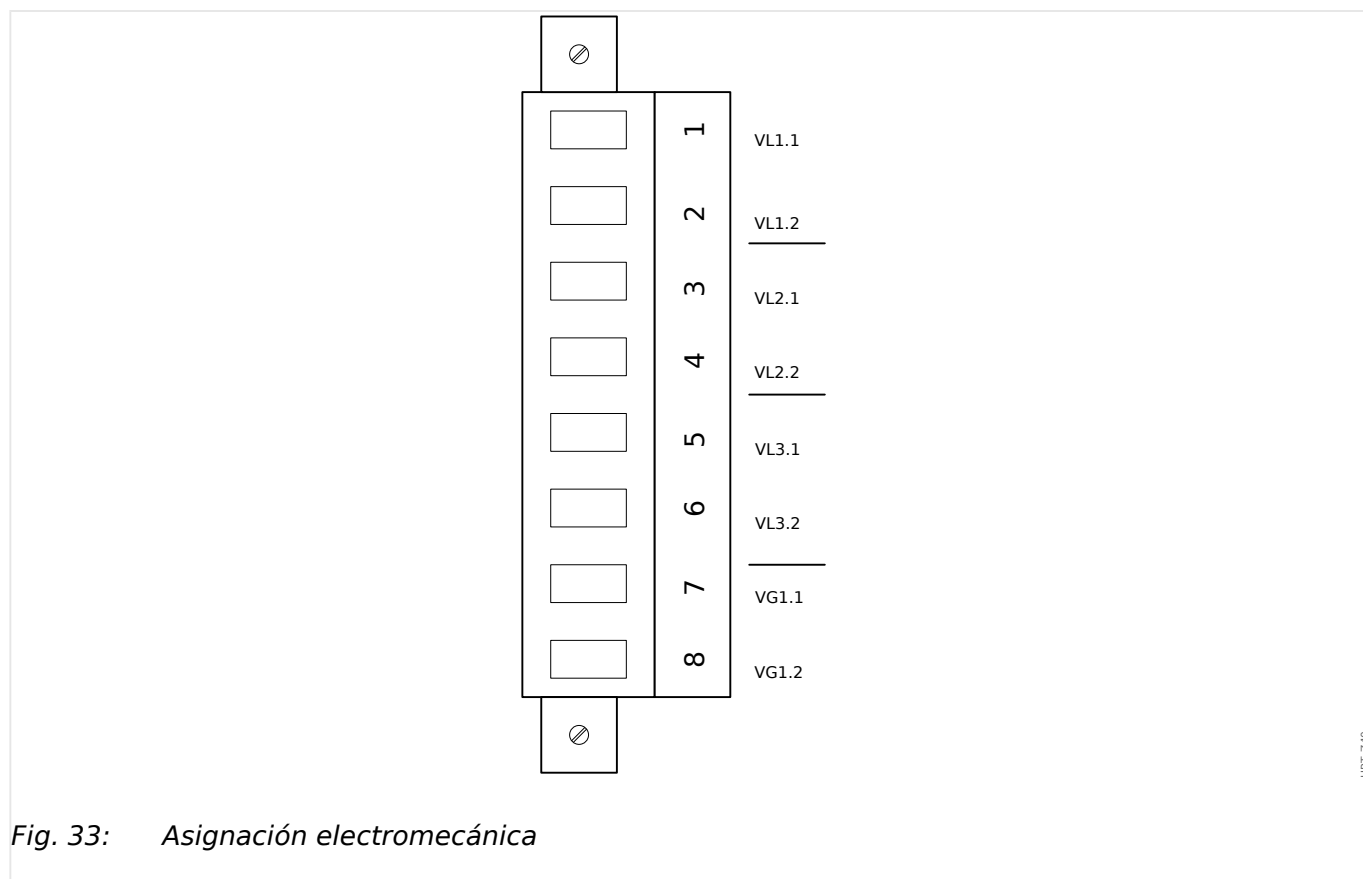 1 VL1.1
2 VL1.2
3 VL2.1
4 VL2.2
5 VL3.1
6 VL3.2
7 VG1.1
8 VG1.2
Fig. 33: Asignación electromecánica